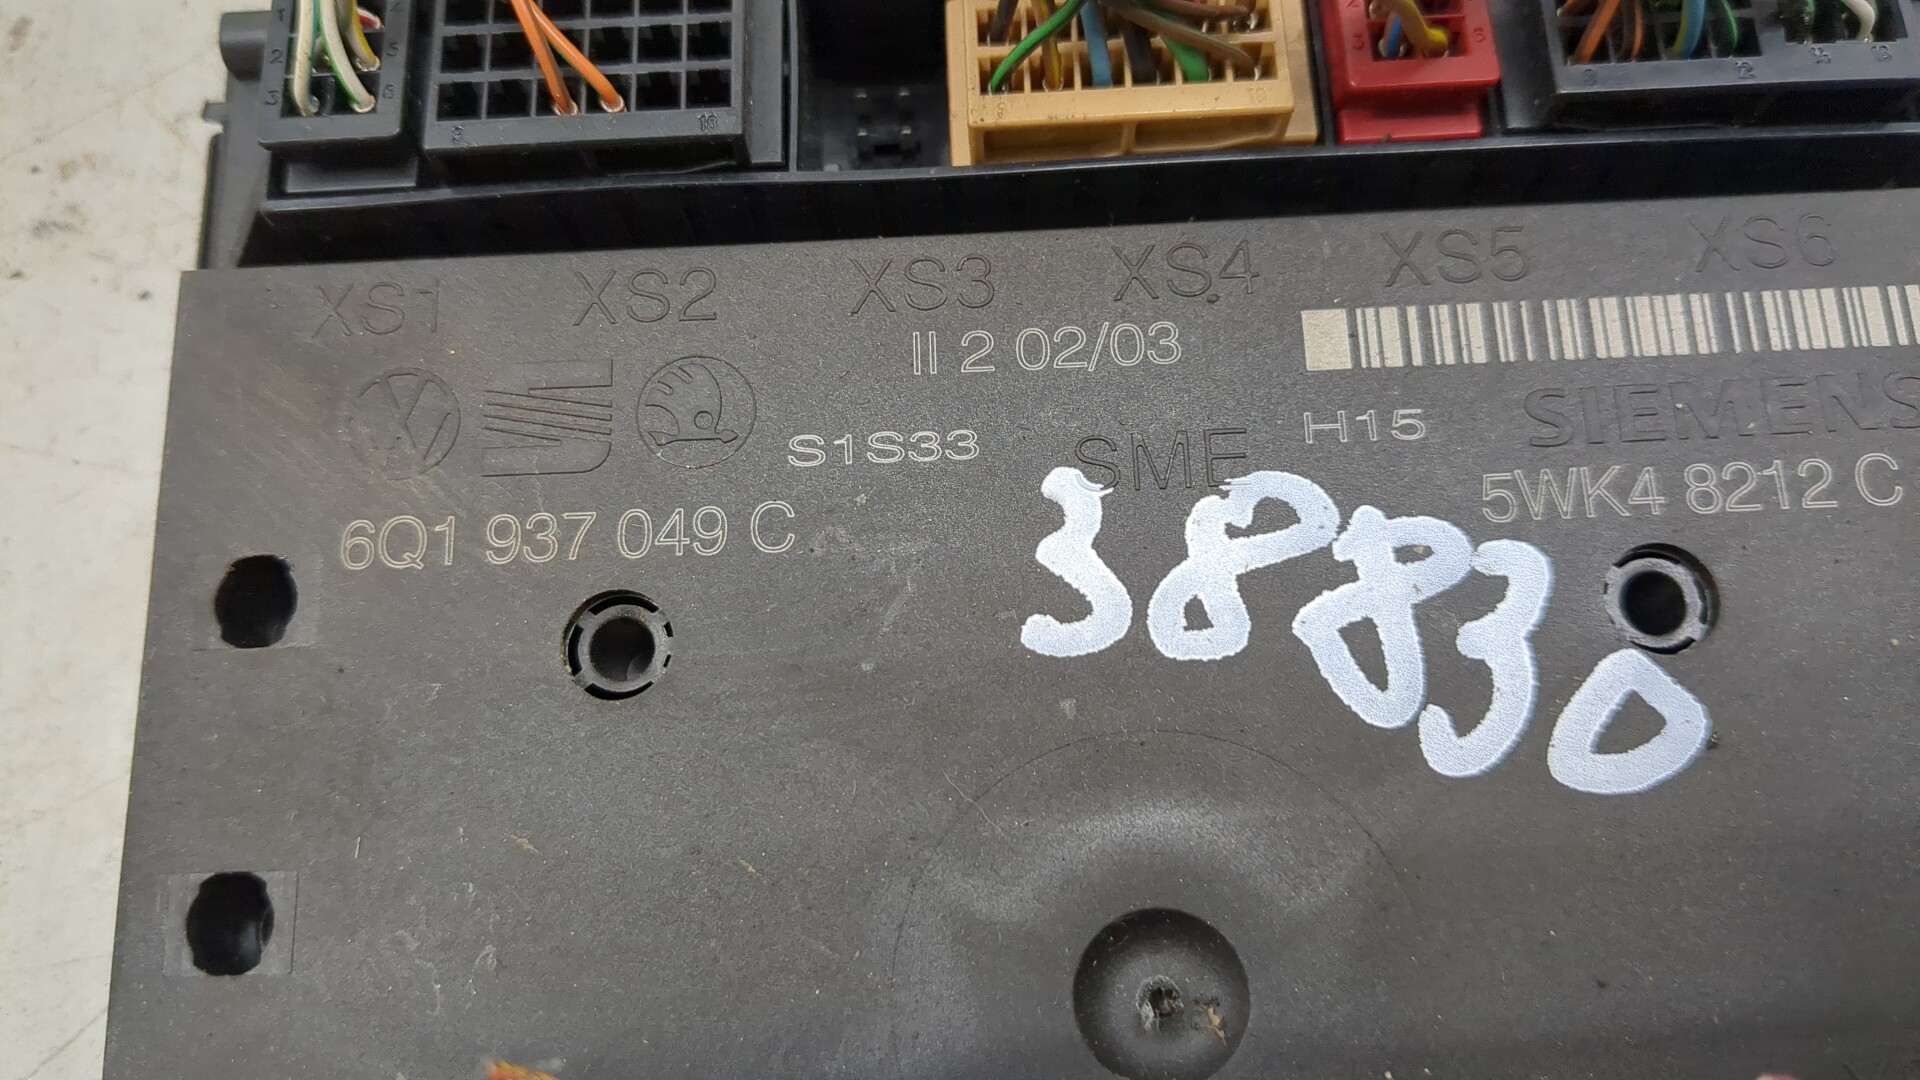 XS1 XS2 XS3 XS4 XS5 XS6
II 2 02/03
S1S33 SME H15 SIEMENS
6Q1 937 049 C
5WK4 8212 C
38830